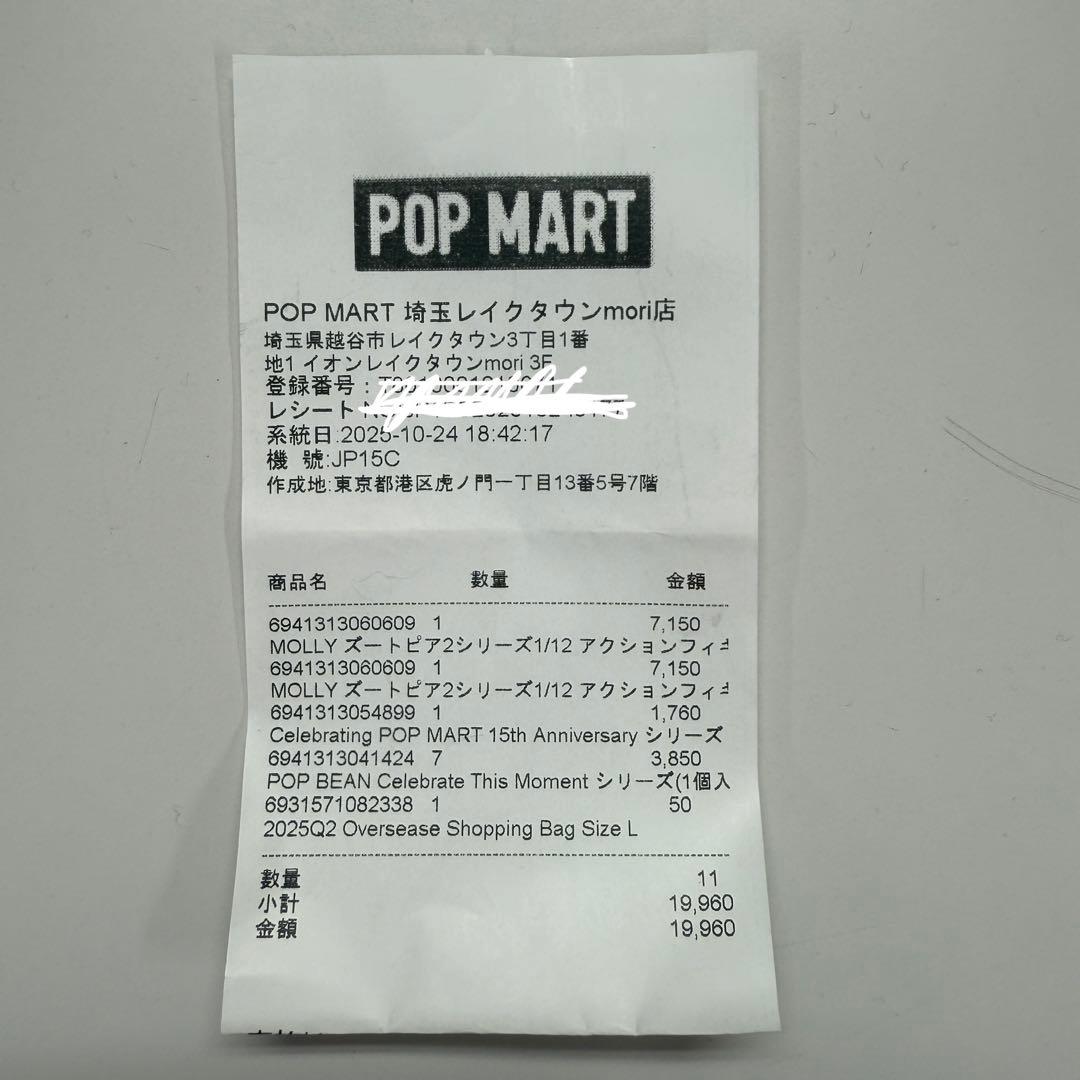 POP MART
POP MART 埼玉レイクタウンmori店
埼玉県越谷市レイクタウン3丁目1番
地1 イオンレイクタウンmori 3F
登録番号：
レシート
系統日:2025-10-24 18:42:17
機 號:JP15C
作成地:東京都港区虎ノ門一丁目13番5号7階
商品名 數量 金額
6941313060609 1 7,150
MOLLY ズートピア2シリーズ1/12 アクションフィギ
6941313060609 1 7,150
MOLLY ズートピア2シリーズ1/12 アクションフィギ
6941313054899 1 1,760
Celebrating POP MART 15th Anniversary シリーズ
6941313041424 7 3,850
POP BEAN Celebrate This Moment シリーズ(1個入
6931571082338 1 50
2025Q2 Oversease Shopping Bag Size L
數量 11
小計 19,960
金額 19,960